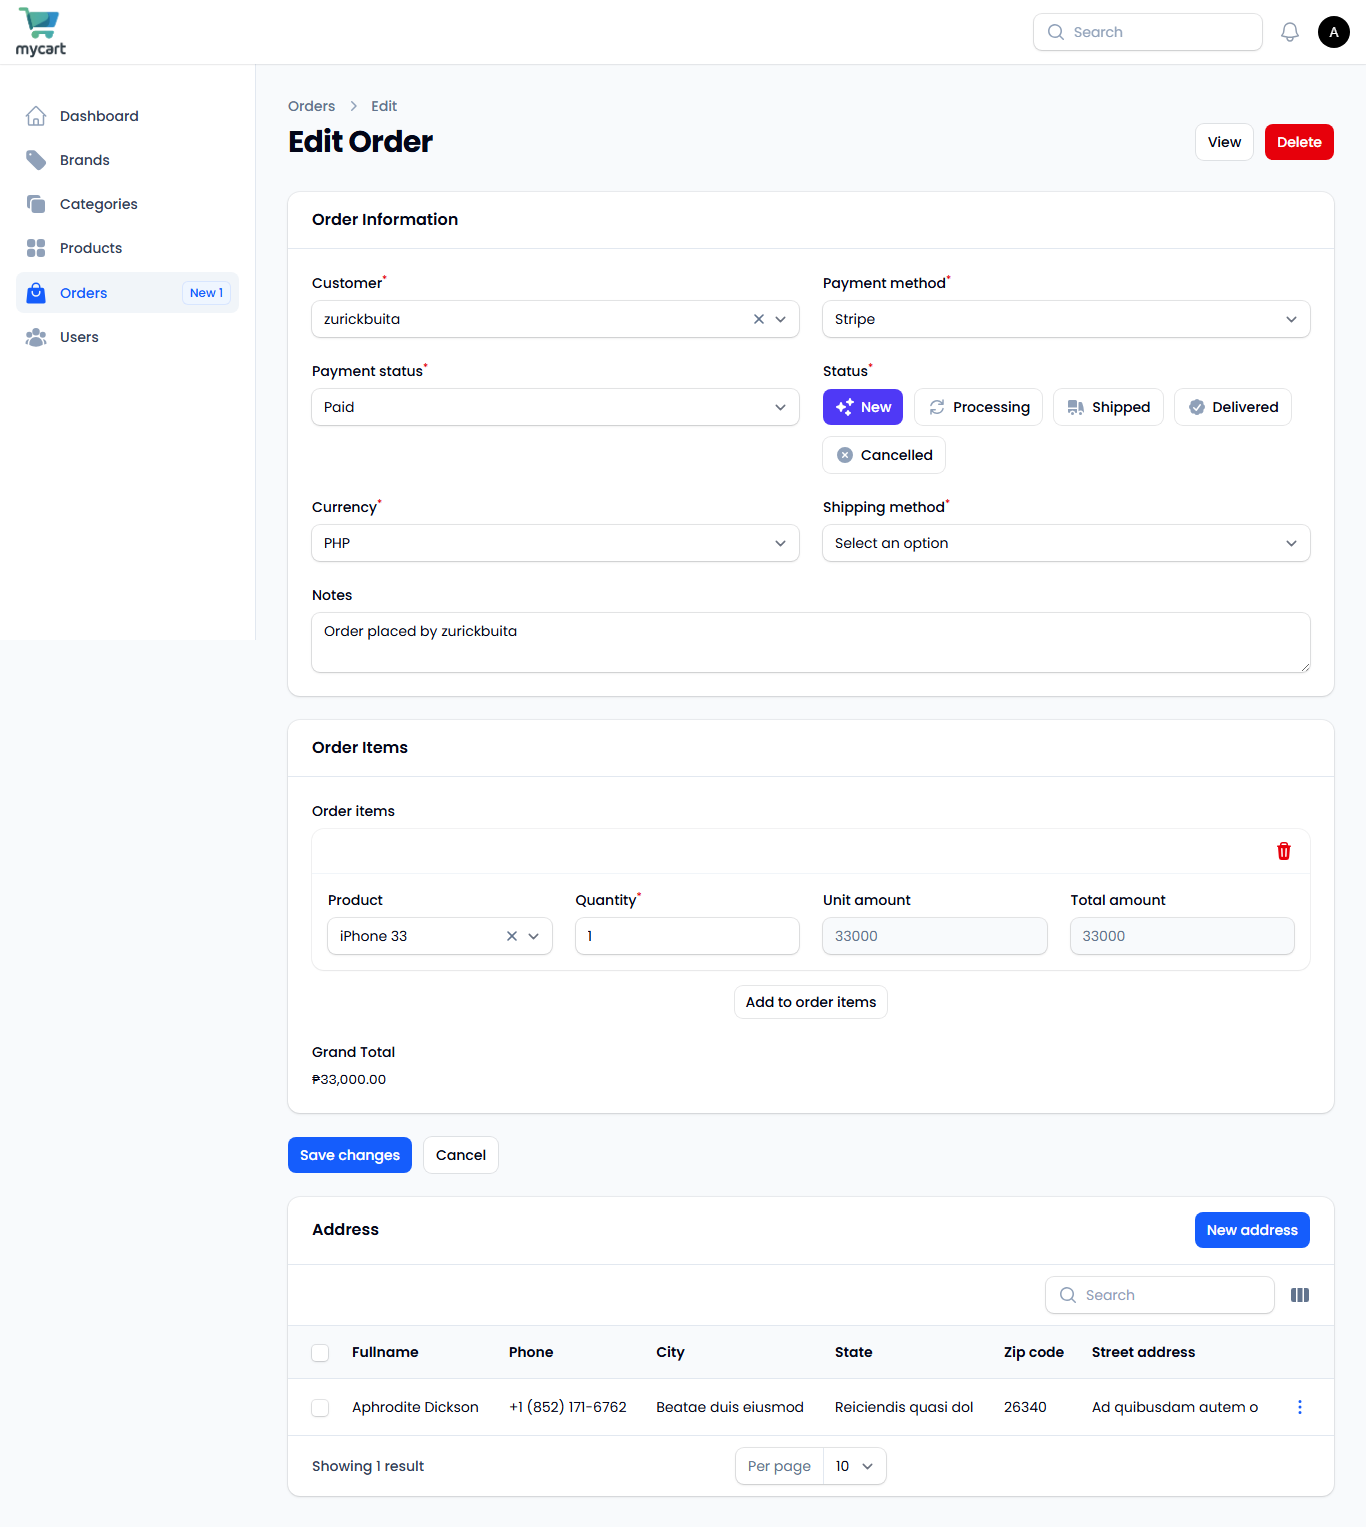 mycart
Search
A
Dashboard
Brands
Categories
Products
Orders New 1
Users
Orders Edit
Edit Order
View Delete
Order Information
Customer* Payment method*
zurickbuita Stripe
Payment status* Status*
Paid New Processing Shipped Delivered
Cancelled
Currency* Shipping method*
PHP Select an option
Notes
Order placed by zurickbuita
Order Items
Order items
Product Quantity* Unit amount Total amount
iPhone 33 1 33000 33000
Add to order items
Grand Total
₱33,000.00
Save changes Cancel
Address New address
Search
Fullname Phone City State Zip code Street address
Aphrodite Dickson +1 (852) 171-6762 Beatae duis eiusmod Reiciendis quasi dol 26340 Ad quibusdam autem o
Showing 1 result Per page 10